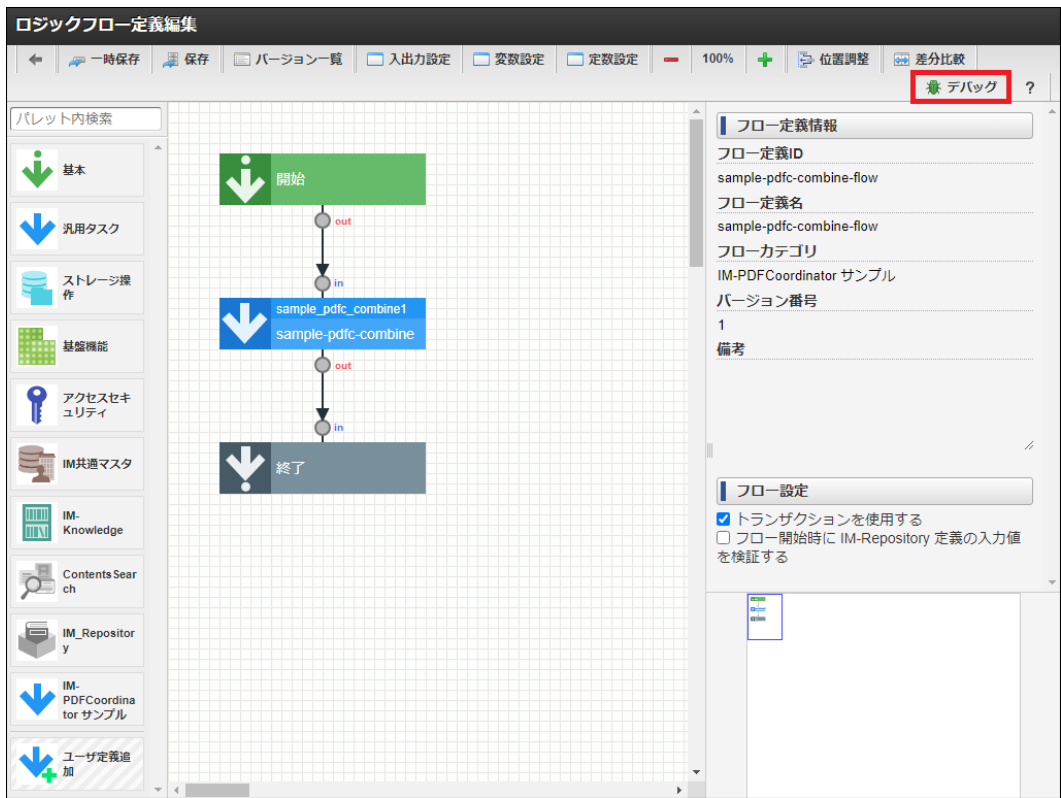 ロジックフロー定義編集
一時保存 保存 バージョン一覧 入出力設定 変数設定 定数設定 100% 位置調整 差分比較
デバッグ ?
パレット内検索
基本
汎用タスク
ストレージ操
作
基盤機能
アクセスセキ
ュリティ
IM共通マスタ
IM-
Knowledge
ContentsSear
ch
IM_Repositor
y
IM-
PDFCoordina
tor サンプル
ユーザ定義追
加
開始
out
in
sample_pdfc_combine1
sample-pdfc-combine
out
in
終了
フロー定義情報
フロー定義ID
sample-pdfc-combine-flow
フロー定義名
sample-pdfc-combine-flow
フローカテゴリ
IM-PDFCoordinator サンプル
バージョン番号
1
備考
フロー設定
トランザクションを使用する
フロー開始時に IM-Repository 定義の入力値
を検証する